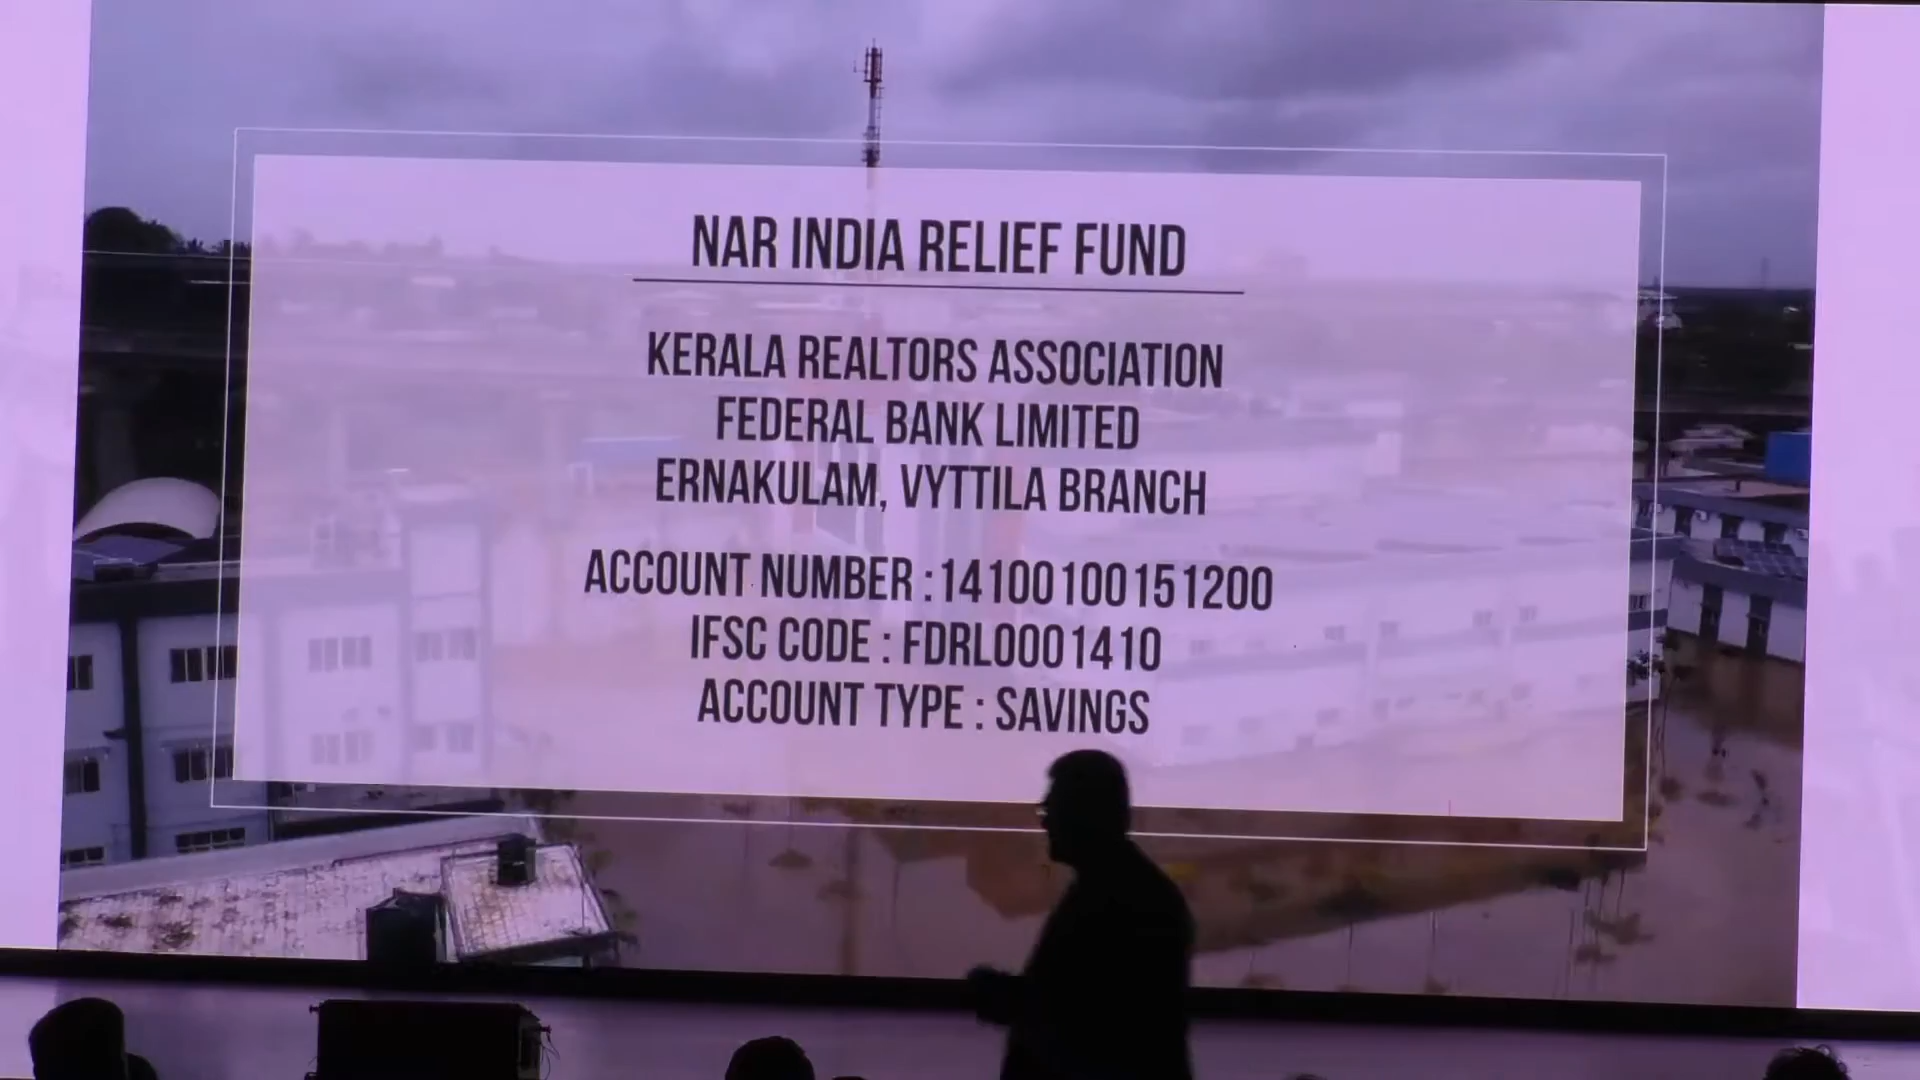 NAR INDIA RELIEF FUND
KERALA REALTORS ASSOCIATION
FEDERAL BANK LIMITED
ERNAKULAM, VYTTILA BRANCH
ACCOUNT NUMBER : 14100100151200
IFSC CODE : FDRL0001410
ACCOUNT TYPE : SAVINGS